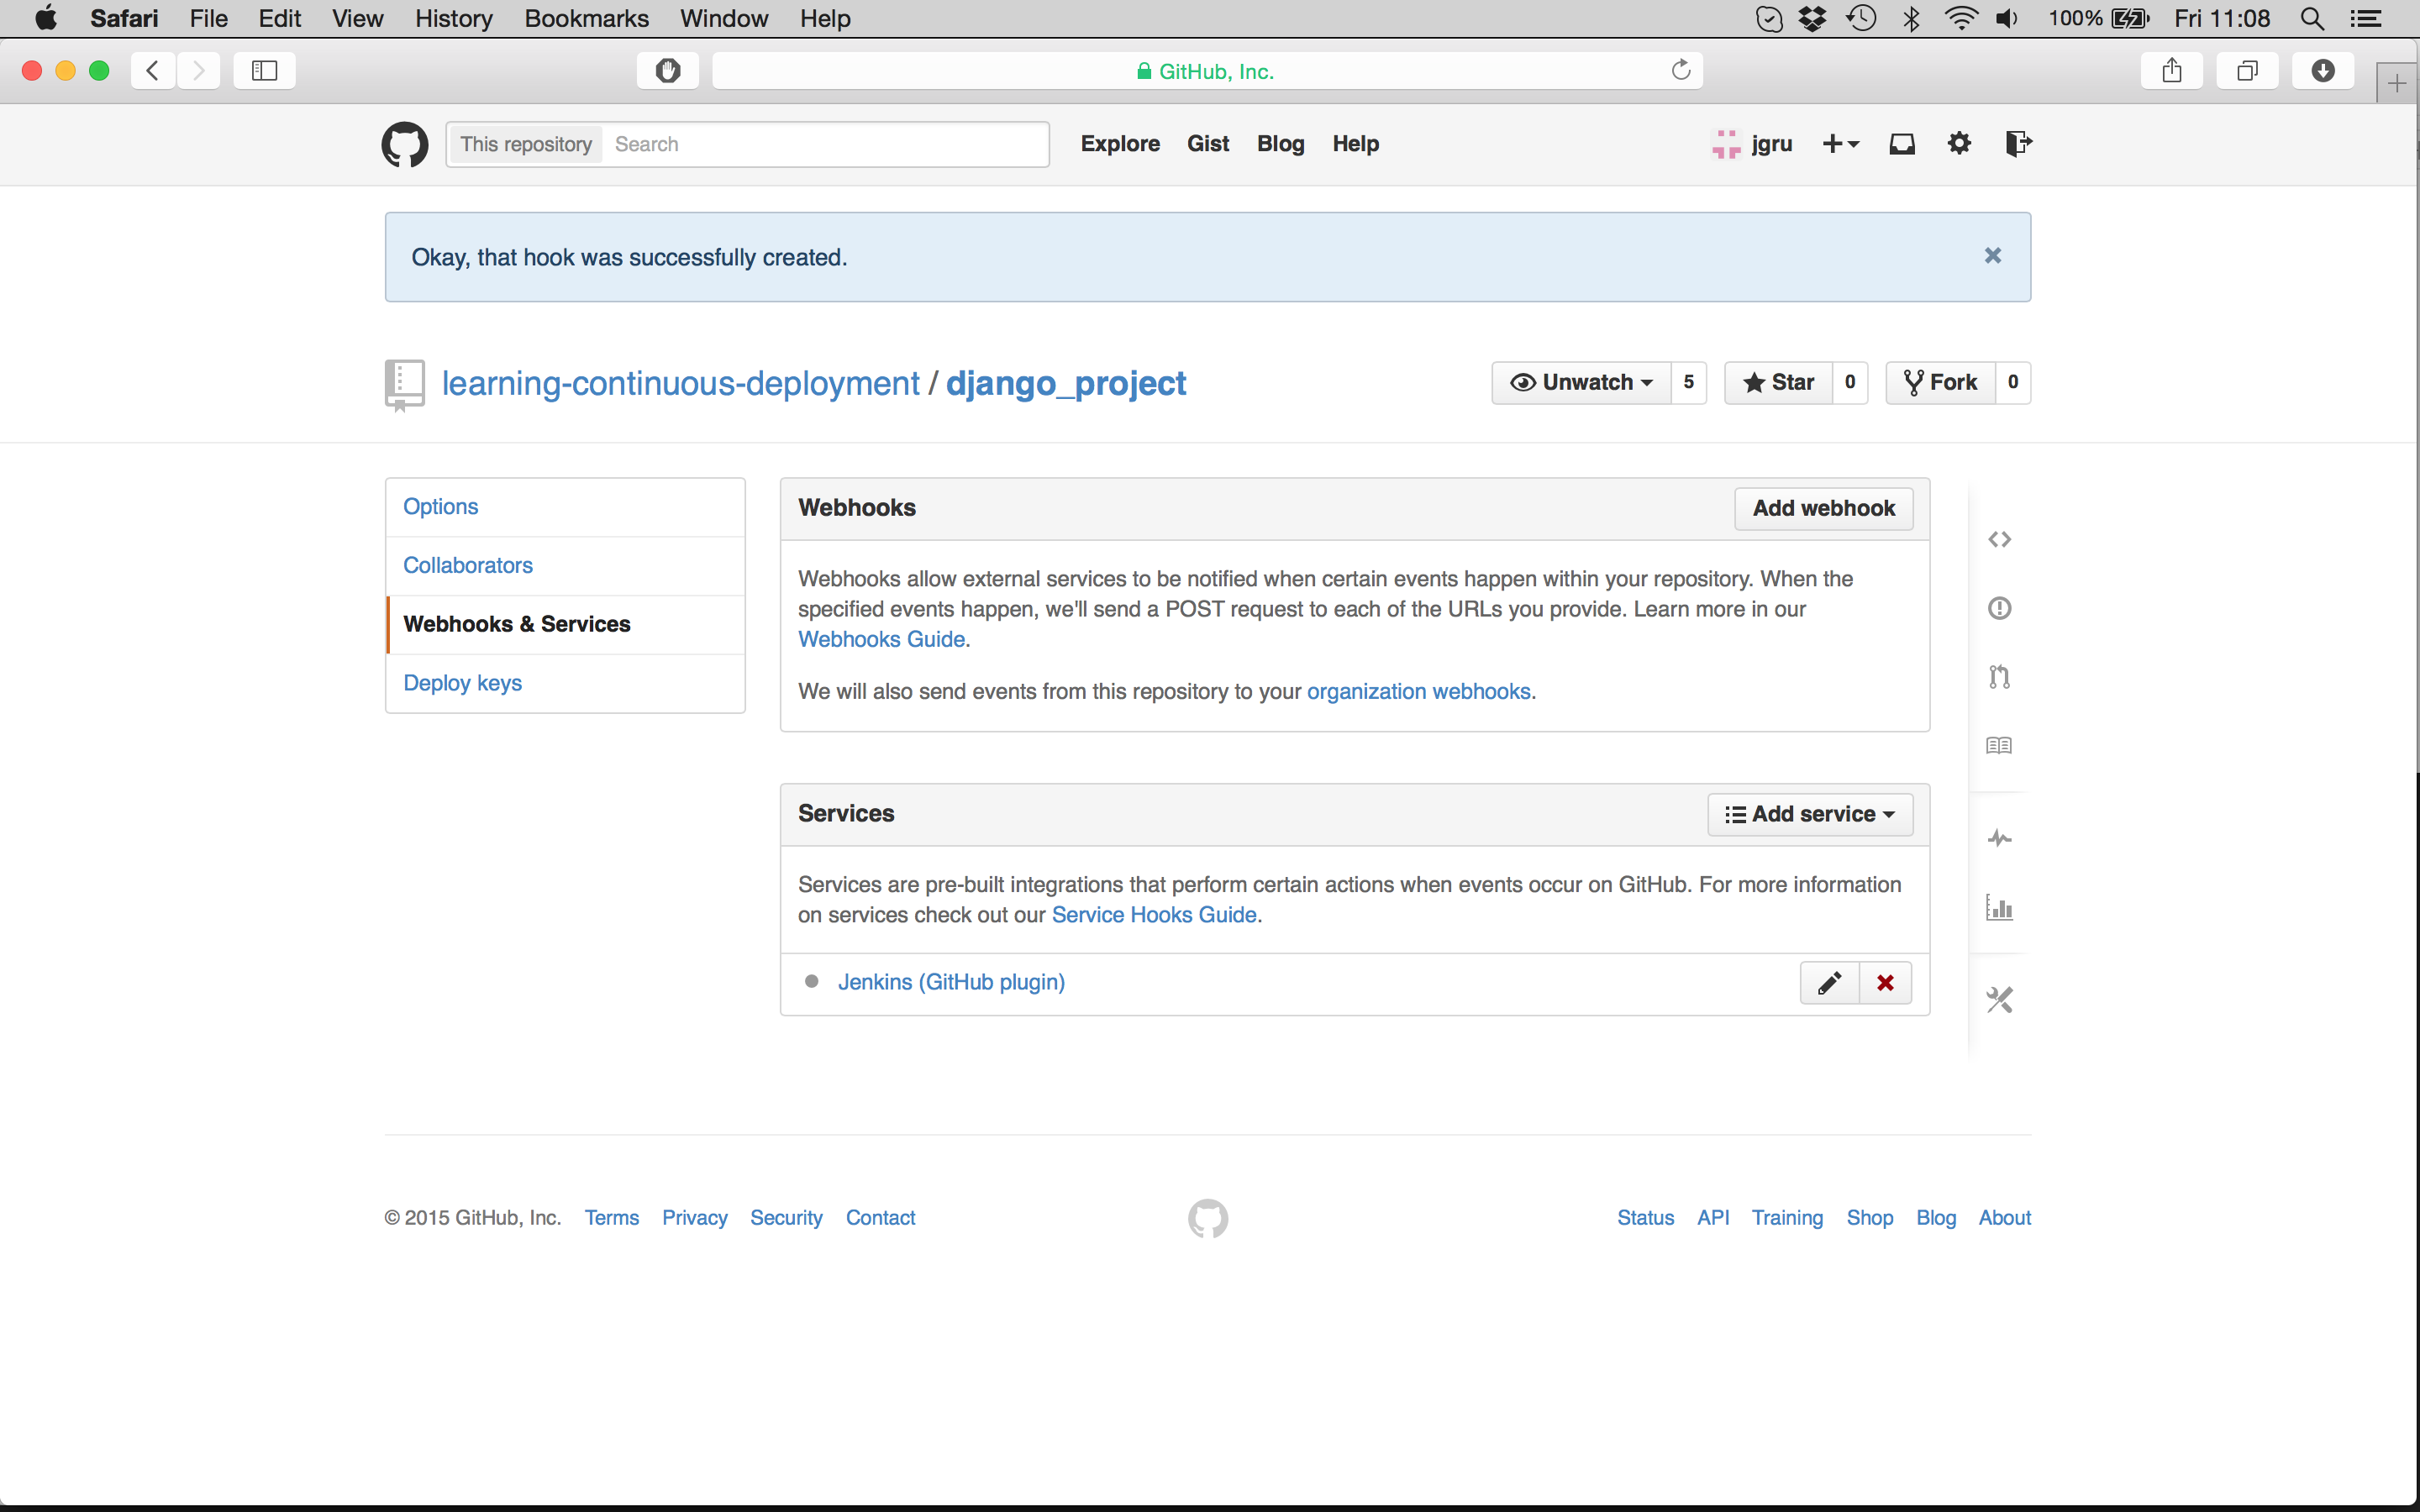 Safari File Edit View History Bookmarks Window Help 100% Fri 11:08
GitHub, Inc.
This repository Search Explore Gist Blog Help jgru
Okay, that hook was successfully created.
learning-continuous-deployment / django_project Unwatch 5 Star 0 Fork 0
Options
Collaborators
Webhooks & Services
Deploy keys
Webhooks Add webhook
Webhooks allow external services to be notified when certain events happen within your repository. When the
specified events happen, we'll send a POST request to each of the URLs you provide. Learn more in our
Webhooks Guide.
We will also send events from this repository to your organization webhooks.
Services Add service
Services are pre-built integrations that perform certain actions when events occur on GitHub. For more information
on services check out our Service Hooks Guide.
Jenkins (GitHub plugin)
© 2015 GitHub, Inc. Terms Privacy Security Contact Status API Training Shop Blog About